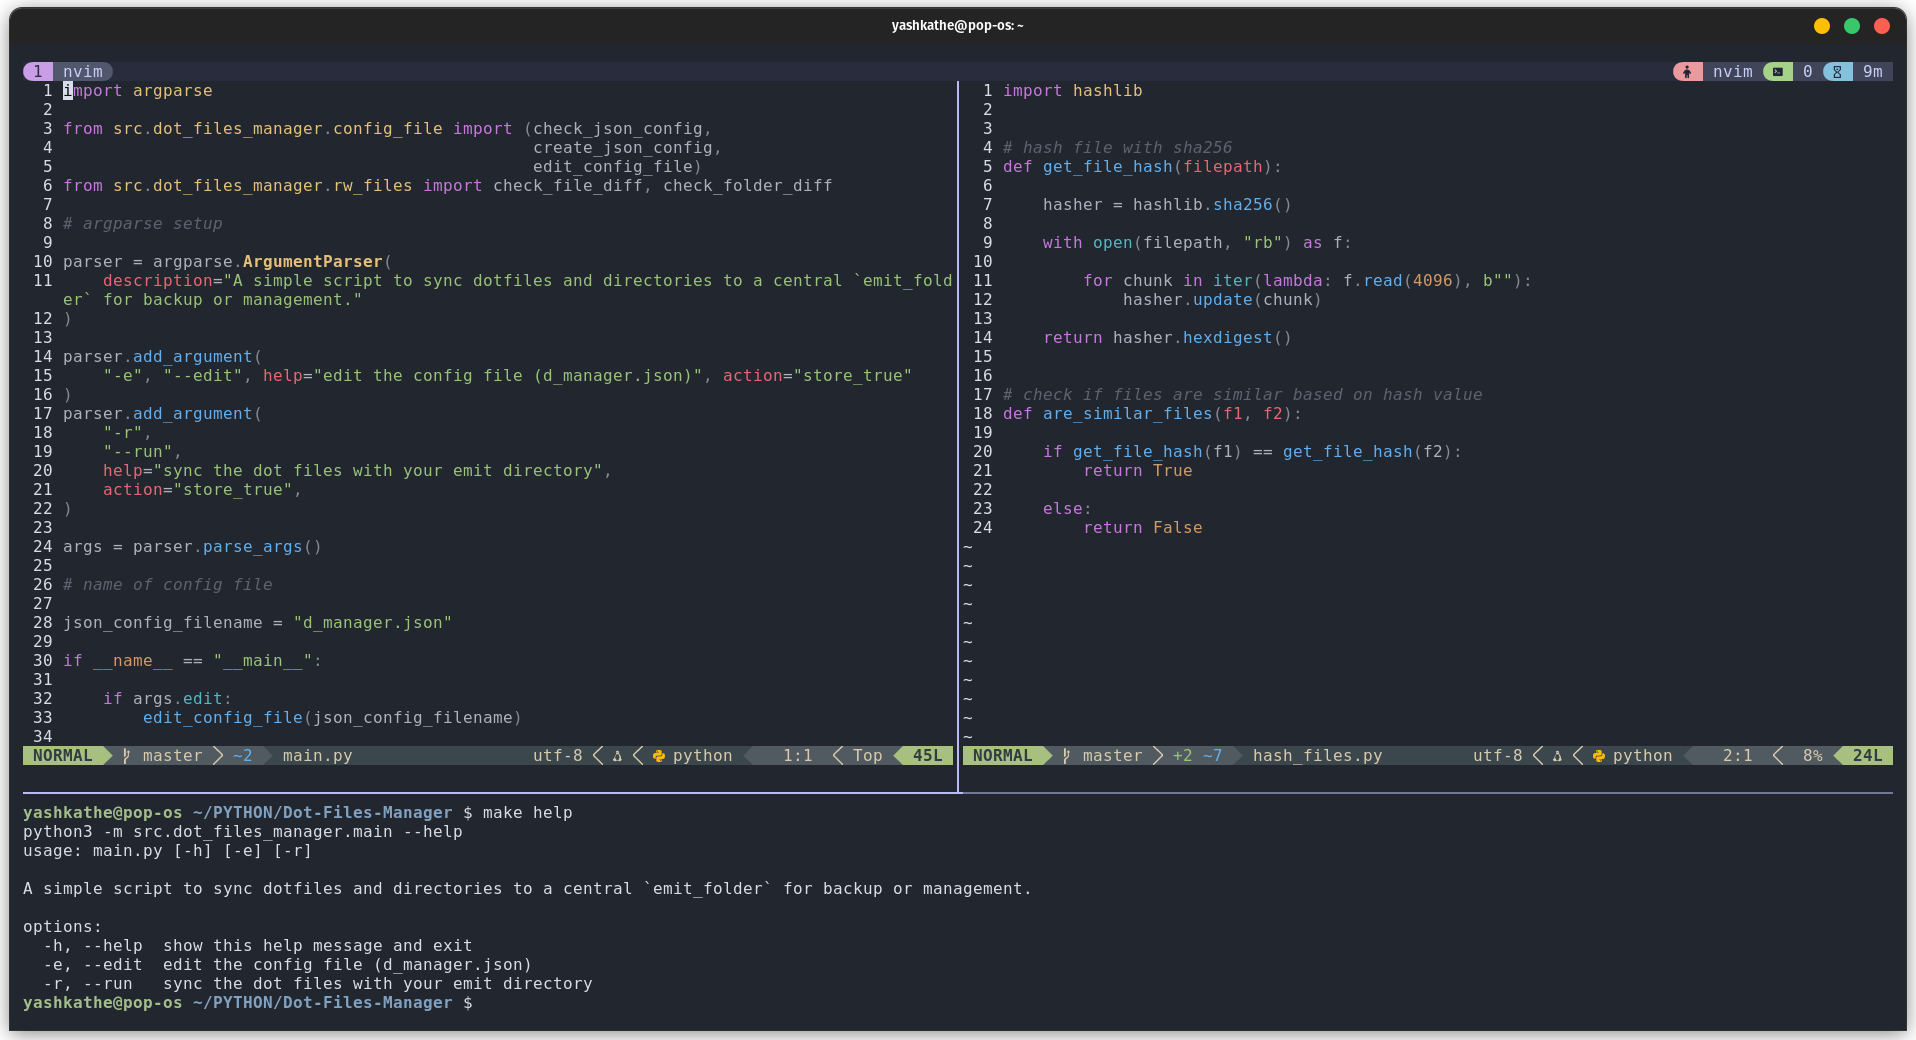 yashkathe@pop-os: ~
1 nvim nvim 0 9m
1 import argparse
2
3 from src.dot_files_manager.config_file import (check_json_config,
4                                                create_json_config,
5                                                edit_config_file)
6 from src.dot_files_manager.rw_files import check_file_diff, check_folder_diff
7
8 # argparse setup
9
10 parser = argparse.ArgumentParser(
11     description="A simple script to sync dotfiles and directories to a central `emit_fold
er` for backup or management."
12 )
13
14 parser.add_argument(
15     "-e", "--edit", help="edit the config file (d_manager.json)", action="store_true"
16 )
17 parser.add_argument(
18     "-r",
19     "--run",
20     help="sync the dot files with your emit directory",
21     action="store_true",
22 )
23
24 args = parser.parse_args()
25
26 # name of config file
27
28 json_config_filename = "d_manager.json"
29
30 if __name__ == "__main__":
31
32     if args.edit:
33         edit_config_file(json_config_filename)
34
NORMAL master ~2 main.py utf-8 python 1:1 Top 45L
1 import hashlib
2
3
4 # hash file with sha256
5 def get_file_hash(filepath):
6
7     hasher = hashlib.sha256()
8
9     with open(filepath, "rb") as f:
10
11         for chunk in iter(lambda: f.read(4096), b""):
12             hasher.update(chunk)
13
14     return hasher.hexdigest()
15
16
17 # check if files are similar based on hash value
18 def are_similar_files(f1, f2):
19
20     if get_file_hash(f1) == get_file_hash(f2):
21         return True
22
23     else:
24         return False
~
~
~
~
~
~
~
~
~
~
~
NORMAL master +2 ~7 hash_files.py utf-8 python 2:1 8% 24L
yashkathe@pop-os ~/PYTHON/Dot-Files-Manager $ make help
python3 -m src.dot_files_manager.main --help
usage: main.py [-h] [-e] [-r]

A simple script to sync dotfiles and directories to a central `emit_folder` for backup or management.

options:
  -h, --help  show this help message and exit
  -e, --edit  edit the config file (d_manager.json)
  -r, --run   sync the dot files with your emit directory
yashkathe@pop-os ~/PYTHON/Dot-Files-Manager $